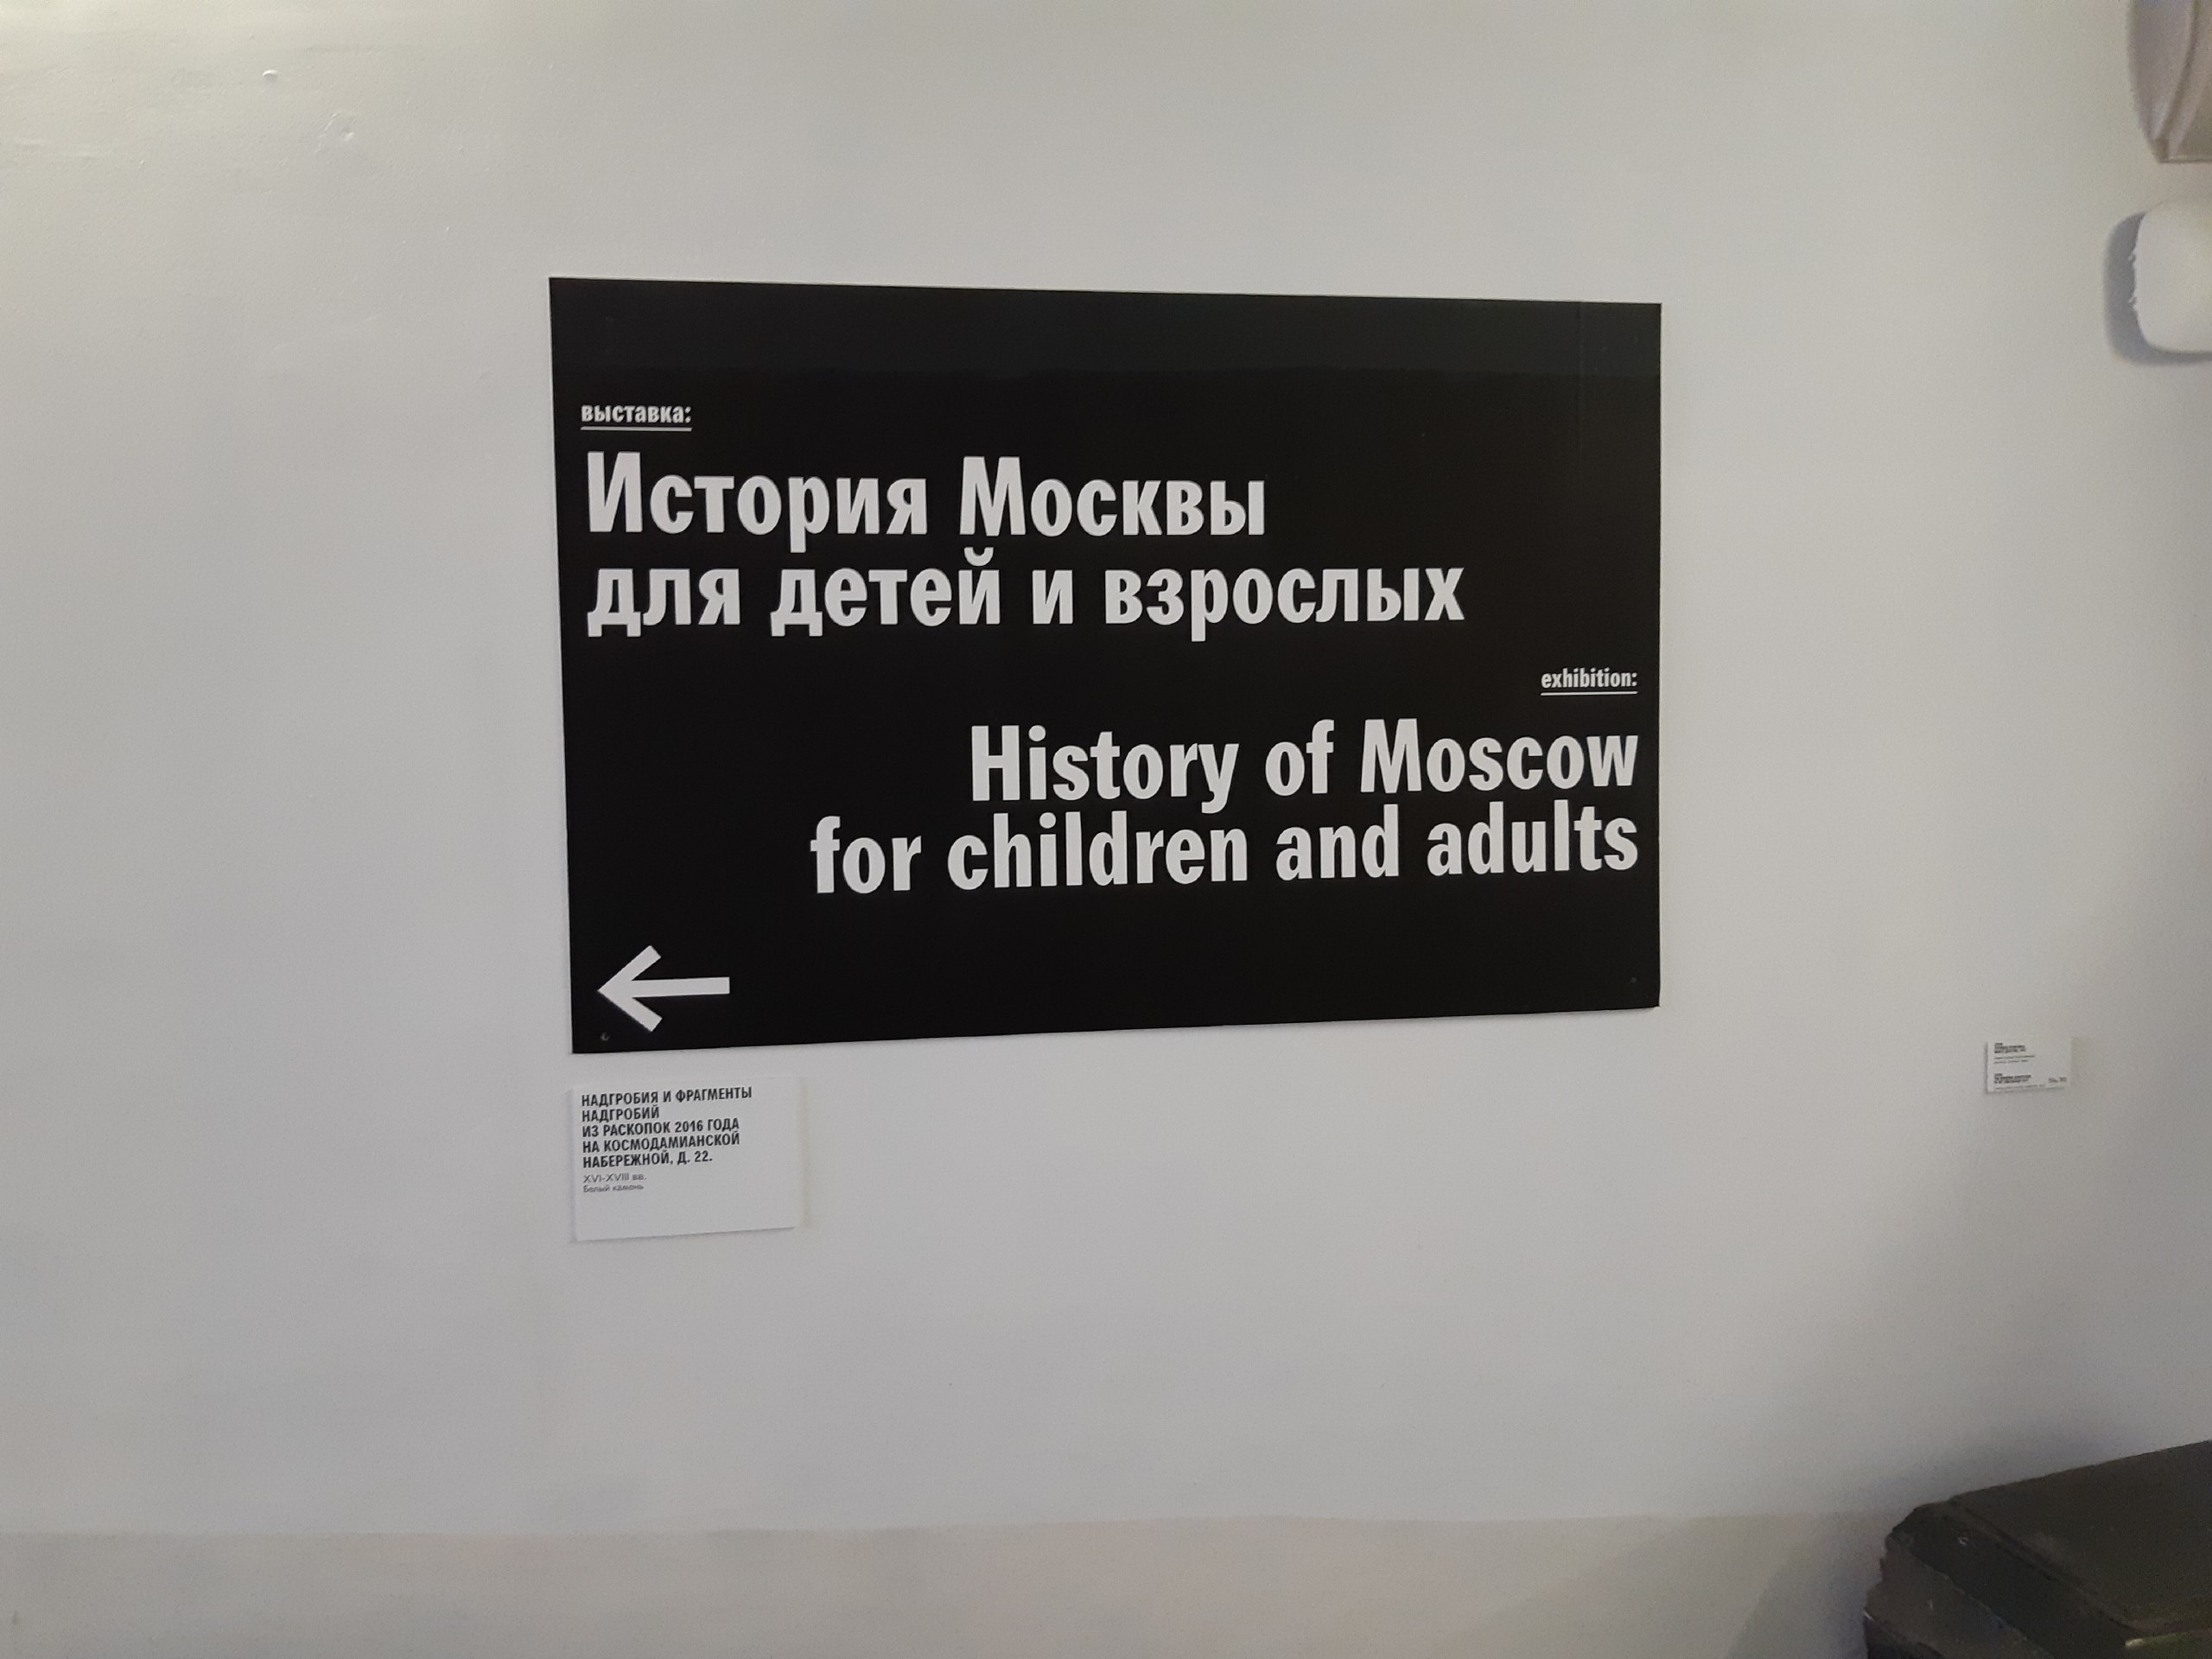 выставка:
История Москвы
для детей и взрослых
exhibition:
History of Moscow
for children and adults
НАДГРОБИЯ И ФРАГМЕНТЫ
НАДГРОБИЙ
ИЗ РАСКОПОК 2016 ГОДА
НА КОСМОДАМИАНСКОЙ
НАБЕРЕЖНОЙ, Д. 22.
XVI-XVIII вв.
Белый камень